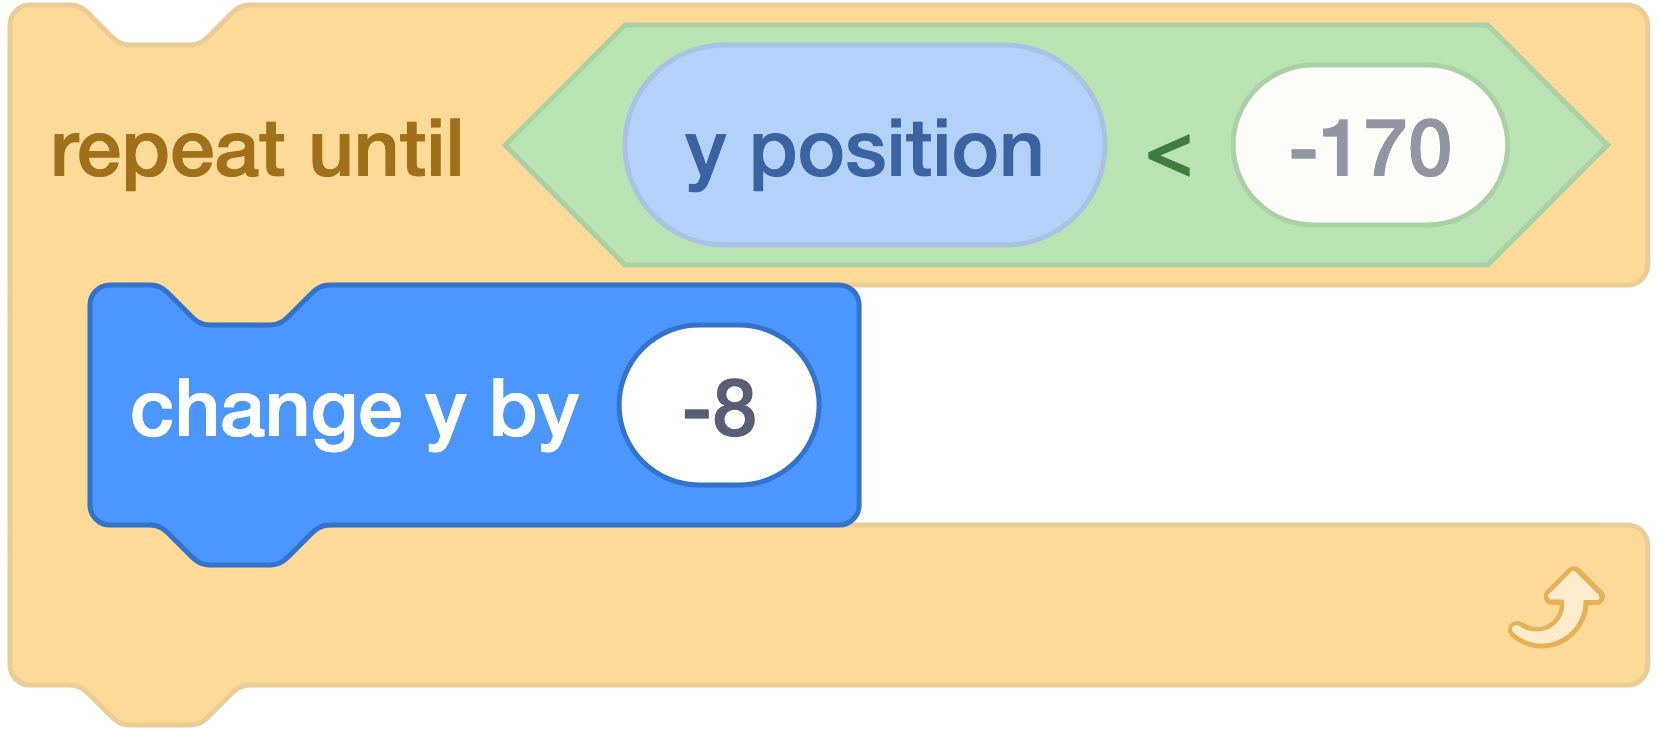 repeat until y position < -170
change y by -8